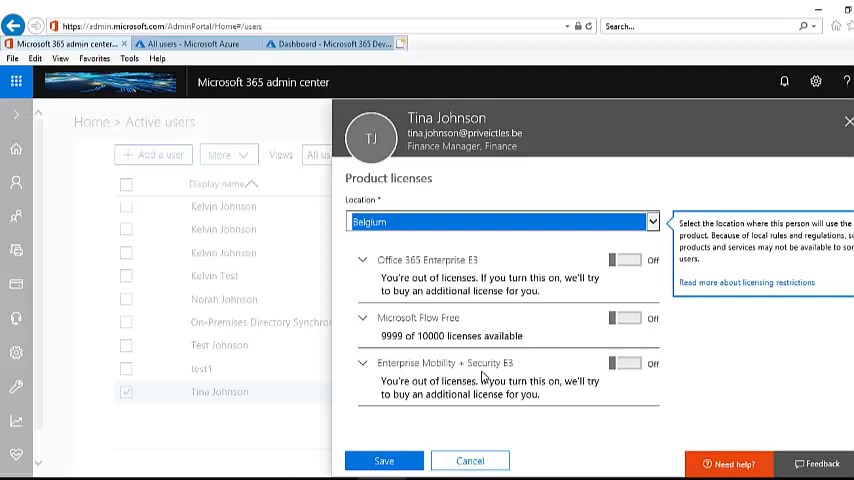 https://admin.microsoft.com/AdminPortal/Home#/users
Search...
Microsoft 365 admin center...
All users - Microsoft Azure
Dashboard - Microsoft 365 Dev...
File Edit View Favorites Tools Help
Microsoft 365 admin center
Home > Active users
+ Add a user
More
Views
All us
Display name
Kelvin Johnson
Kelvin Johnson
Kelvin Johnson
Kelvin Test
Norah Johnson
On-Premises Directory Synchror
Test Johnson
test1
Tina Johnson
TJ
Tina Johnson
tina.johnson@priveictles.be
Finance Manager, Finance
Product licenses
Location *
Belgium
Select the location where this person will use the
product. Because of local rules and regulations, so
products and services may not be available to so
users.
Read more about licensing restrictions
Office 365 Enterprise E3
Off
You're out of licenses. If you turn this on, we'll try
to buy an additional license for you.
Microsoft Flow Free
Off
9999 of 10000 licenses available
Enterprise Mobility + Security E3
Off
You're out of licenses. If you turn this on, we'll try
to buy an additional license for you.
Save
Cancel
Need help?
Feedback